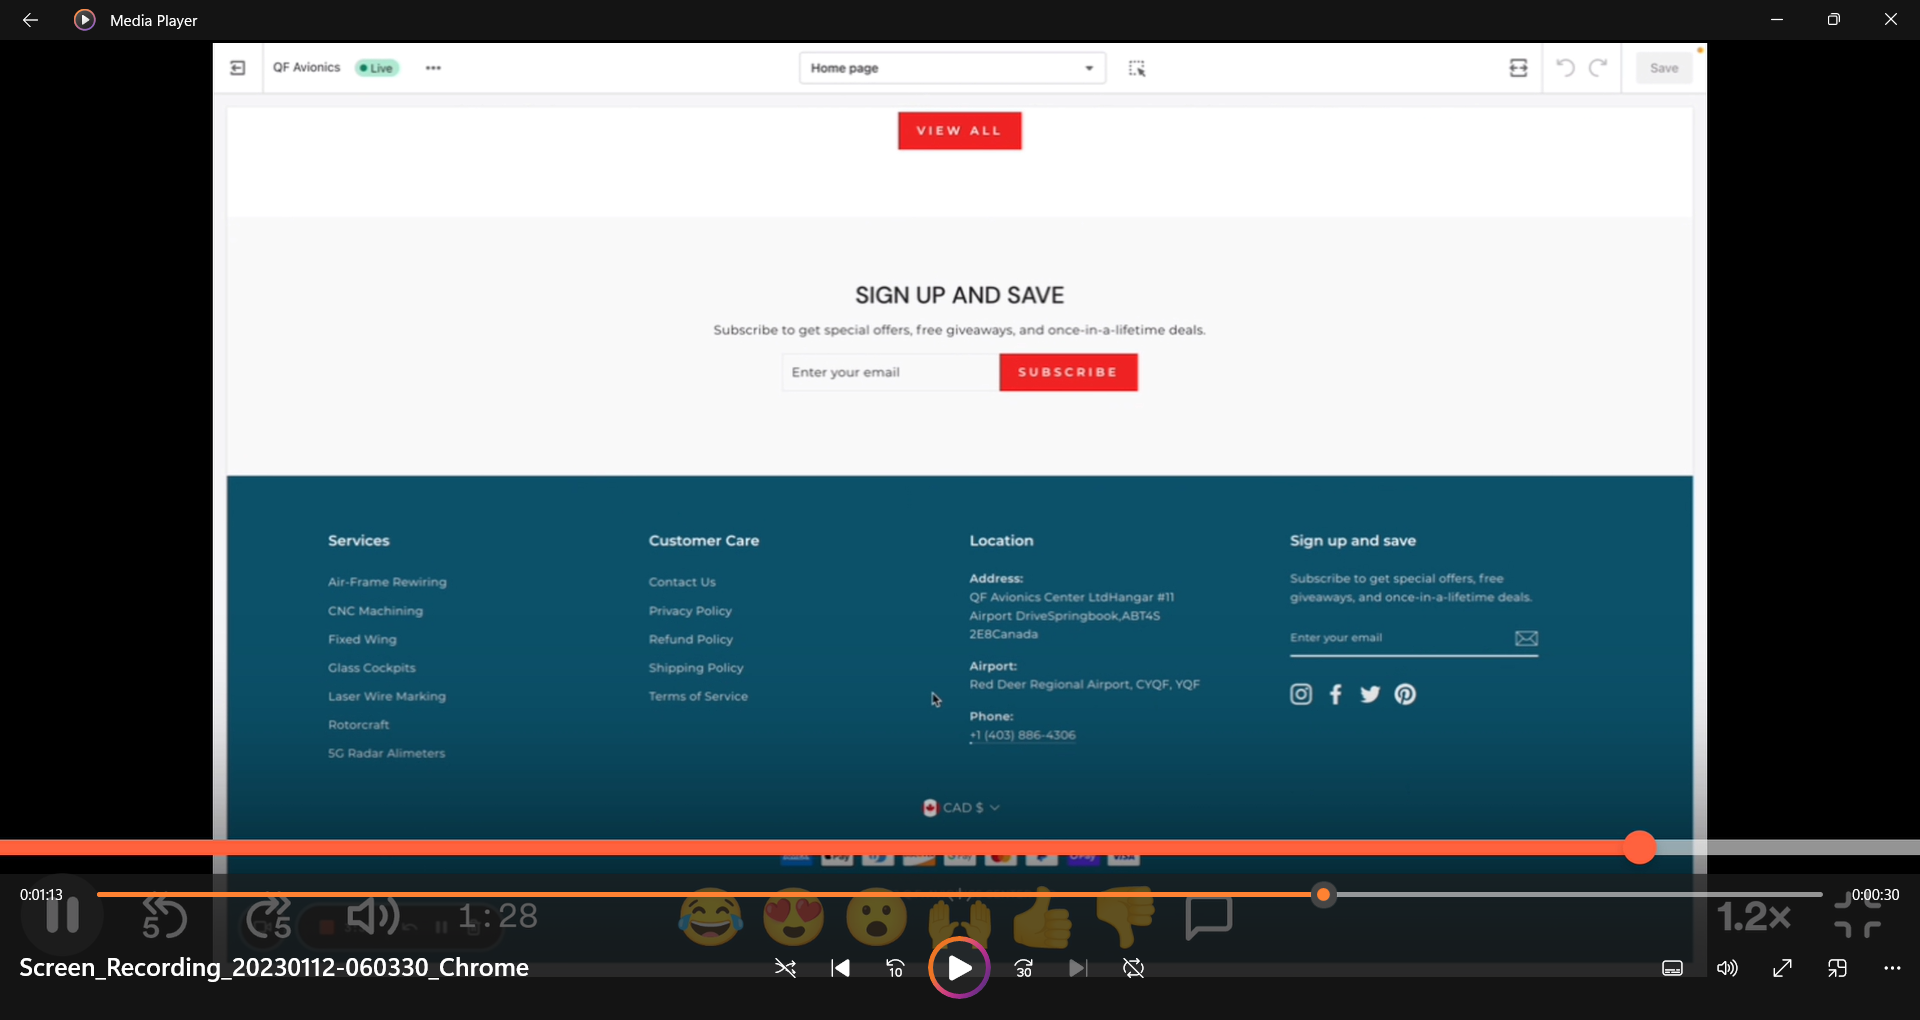 Media Player
QF Avionics
Live
Home page
Save
VIEW ALL
SIGN UP AND SAVE
Subscribe to get special offers, free giveaways, and once-in-a-lifetime deals.
Enter your email
SUBSCRIBE
Services
Air-Frame Rewiring
CNC Machining
Fixed Wing
Glass Cockpits
Laser Wire Marking
Rotorcraft
5G Radar Alimeters
Customer Care
Contact Us
Privacy Policy
Refund Policy
Shipping Policy
Terms of Service
Location
Address:
QF Avionics Center LtdHangar #11
Airport DriveSpringbook,ABT4S
2E8Canada
Airport:
Red Deer Regional Airport, CYQF, YQF
Phone:
+1 (403) 886-4306
Sign up and save
Subscribe to get special offers, free
giveaways, and once-in-a-lifetime deals.
Enter your email
CAD $
0:01:13
0:00:30
5
5
1:28
1.2×
Screen_Recording_20230112-060330_Chrome
10
30